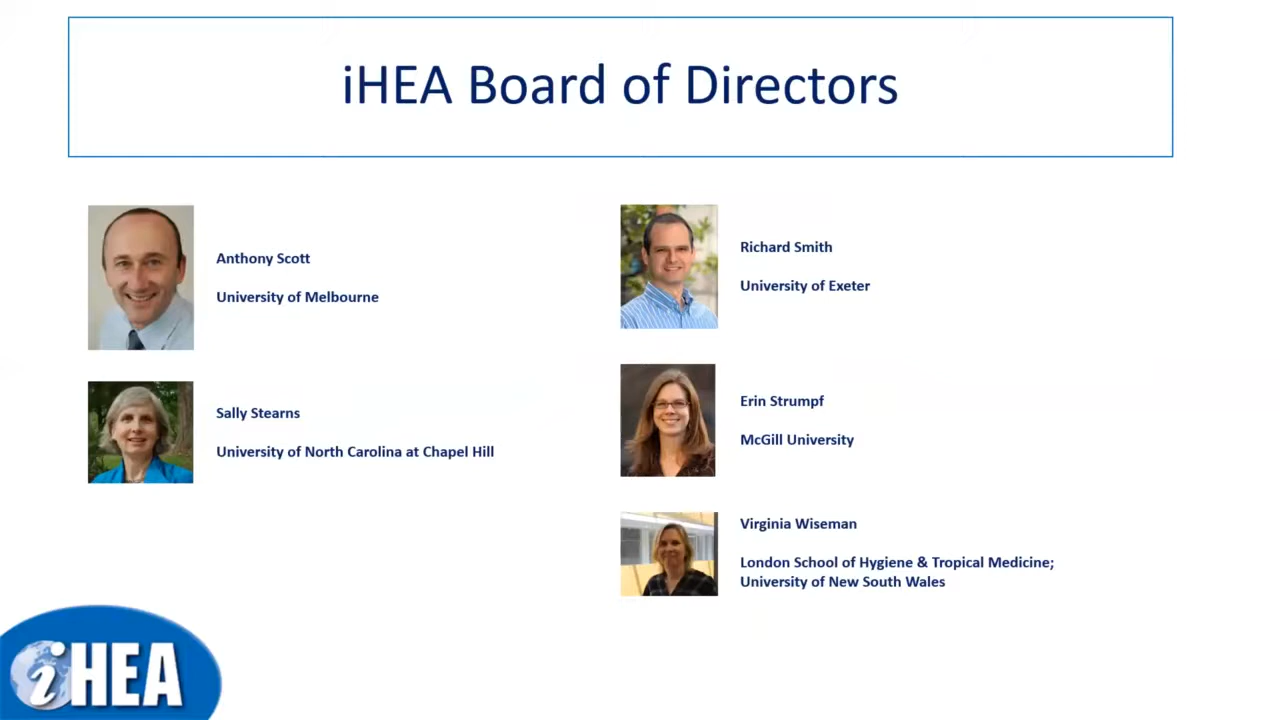 iHEA Board of Directors
Anthony Scott
University of Melbourne
Sally Stearns
University of North Carolina at Chapel Hill
Richard Smith
University of Exeter
Erin Strumpf
McGill University
Virginia Wiseman
London School of Hygiene & Tropical Medicine;
University of New South Wales
iHEA